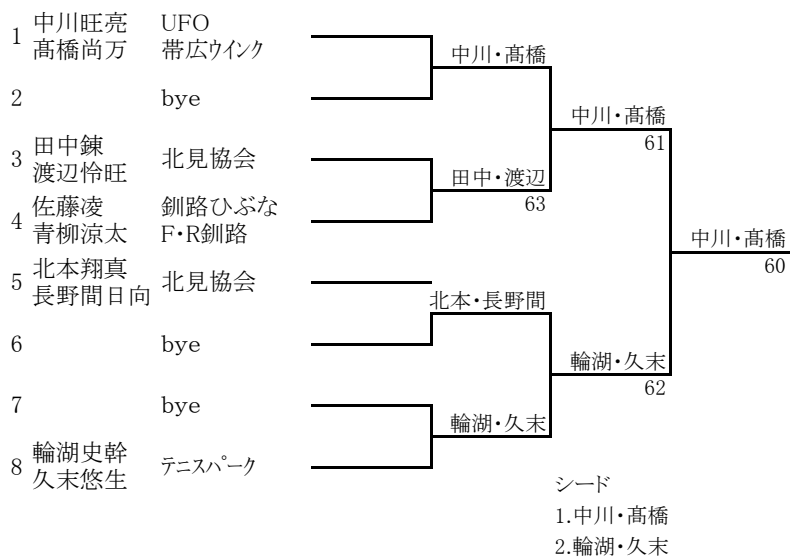 1 中川旺亮 UFO
髙橋尚万 帯広ウインク
中川・髙橋
2 bye
中川・髙橋
61
3 田中錬 北見協会
渡辺怜旺
田中・渡辺
63
4 佐藤凌 釧路ひぶな
青柳涼太 F・R釧路
中川・髙橋
60
5 北本翔真 北見協会
長野間日向
北本・長野間
6 bye
輪湖・久末
62
7 bye
輪湖・久末
8 輪湖史幹 テニスパーク
久末悠生
シード
1.中川・髙橋
2.輪湖・久末